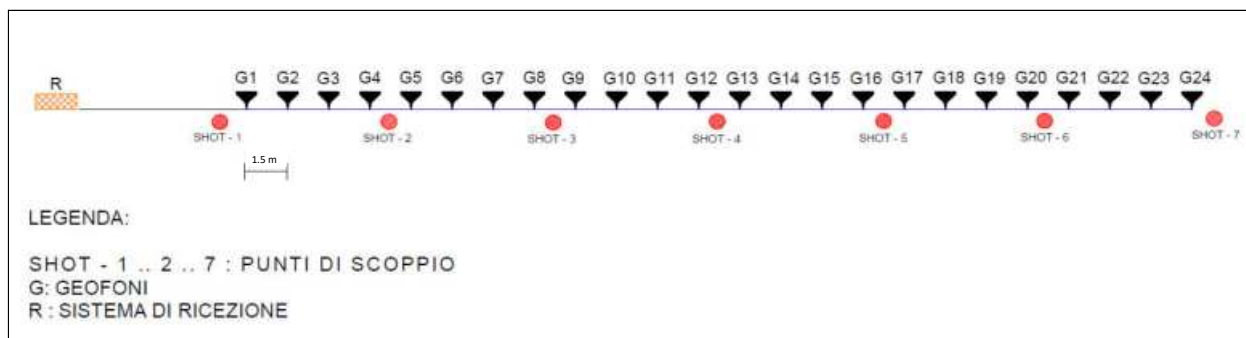 R G1 G2 G3 G4 G5 G6 G7 G8 G9 G10 G11 G12 G13 G14 G15 G16 G17 G18 G19 G20 G21 G22 G23 G24
SHOT - 1 SHOT - 2 SHOT - 3 SHOT - 4 SHOT - 5 SHOT - 6 SHOT - 7
1.5 m
LEGENDA:
SHOT - 1 .. 2 .. 7 : PUNTI DI SCOPPIO
G: GEOFONI
R : SISTEMA DI RICEZIONE